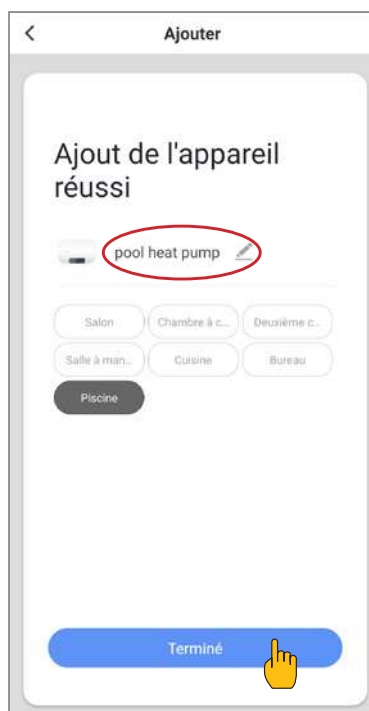 Ajouter
Ajout de l'appareil
réussi
pool heat pump
Salon
Chambre à c...
Deuxième c...
Salle à man...
Cuisine
Bureau
Piscine
Terminé